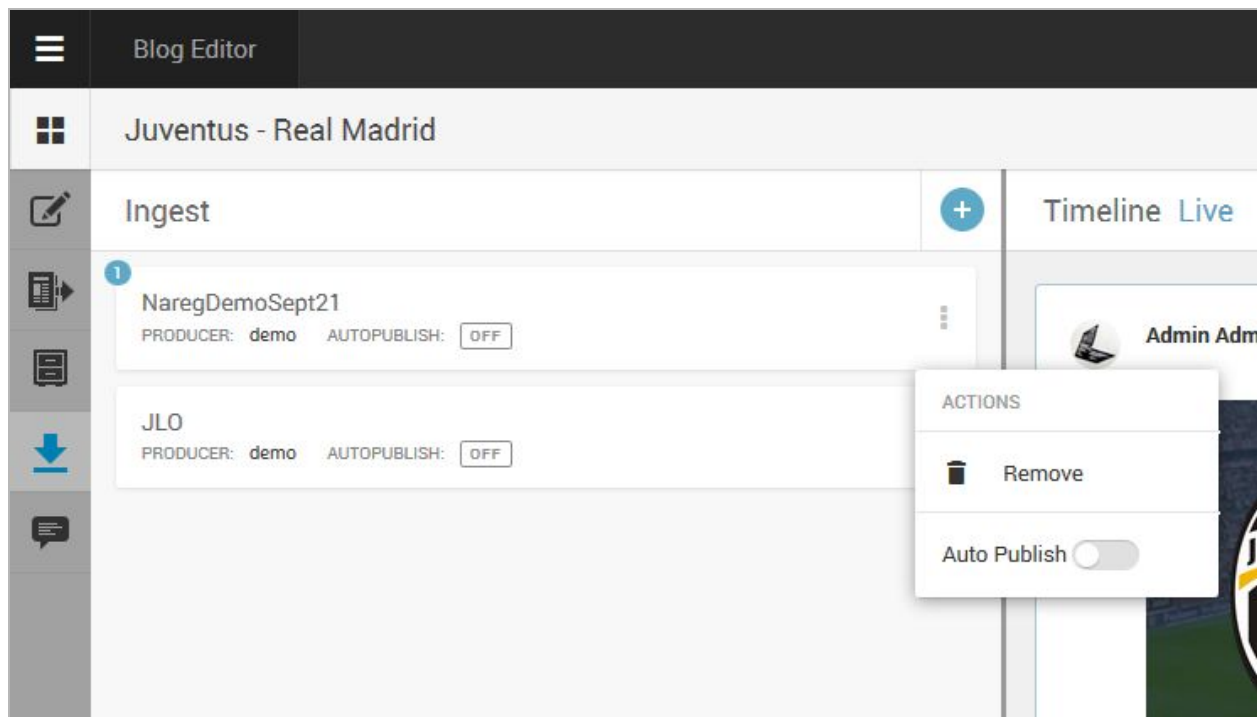 Blog Editor
Juventus - Real Madrid
Ingest
Timeline Live
1
NaregDemoSept21
PRODUCER: demo AUTOPUBLISH: OFF
JLO
PRODUCER: demo AUTOPUBLISH: OFF
ACTIONS
Remove
Auto Publish
Admin Adm
J